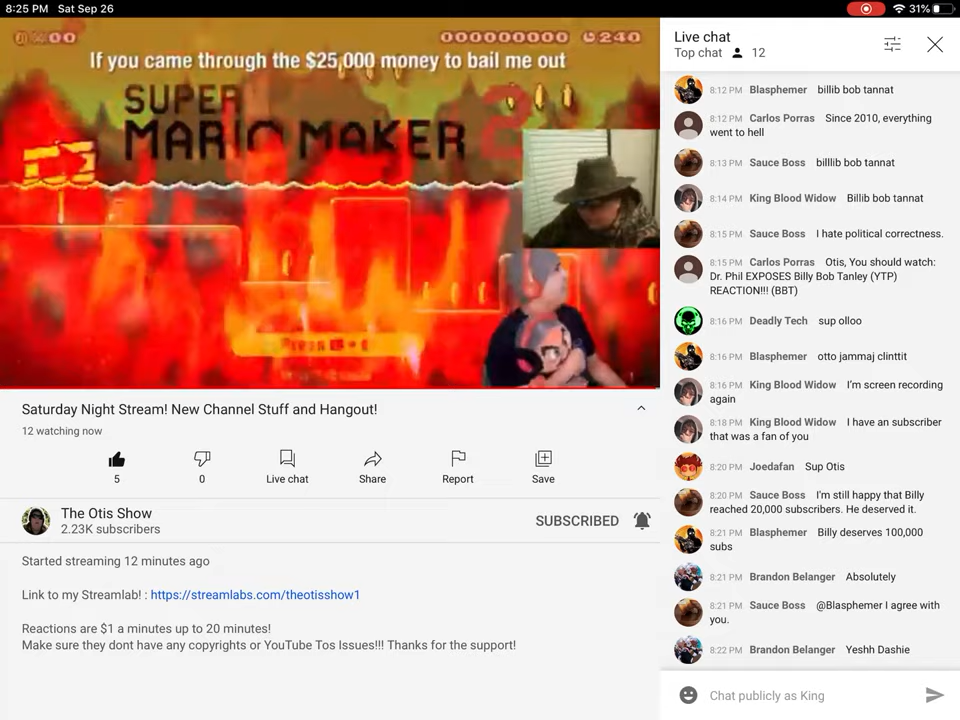 8:25 PM Sat Sep 26
31%
000000000 240
If you came through the $25,000 money to bail me out
SUPER
MARIO MAKER 2
Saturday Night Stream! New Channel Stuff and Hangout!
12 watching now
5
0
Live chat
Share
Report
Save
The Otis Show
2.23K subscribers
SUBSCRIBED
Started streaming 12 minutes ago
Link to my Streamlab! : https://streamlabs.com/theotisshow1
Reactions are $1 a minutes up to 20 minutes!
Make sure they dont have any copyrights or YouTube Tos Issues!!! Thanks for the support!
Live chat
Top chat 12
8:12 PM Blasphemer billib bob tannat
8:12 PM Carlos Porras Since 2010, everything
went to hell
8:13 PM Sauce Boss billlib bob tannat
8:14 PM King Blood Widow Billib bob tannat
8:15 PM Sauce Boss I hate political correctness.
8:15 PM Carlos Porras Otis, You should watch:
Dr. Phil EXPOSES Billy Bob Tanley (YTP)
REACTION!!! (BBT)
8:16 PM Deadly Tech sup olloo
8:16 PM Blasphemer otto jammaj clinttit
8:16 PM King Blood Widow I'm screen recording
again
8:18 PM King Blood Widow I have an subscriber
that was a fan of you
8:20 PM Joedafan Sup Otis
8:20 PM Sauce Boss I'm still happy that Billy
reached 20,000 subscribers. He deserved it.
8:21 PM Blasphemer Billy deserves 100,000
subs
8:21 PM Brandon Belanger Absolutely
8:21 PM Sauce Boss @Blasphemer I agree with
you.
8:22 PM Brandon Belanger Yeshh Dashie
Chat publicly as King